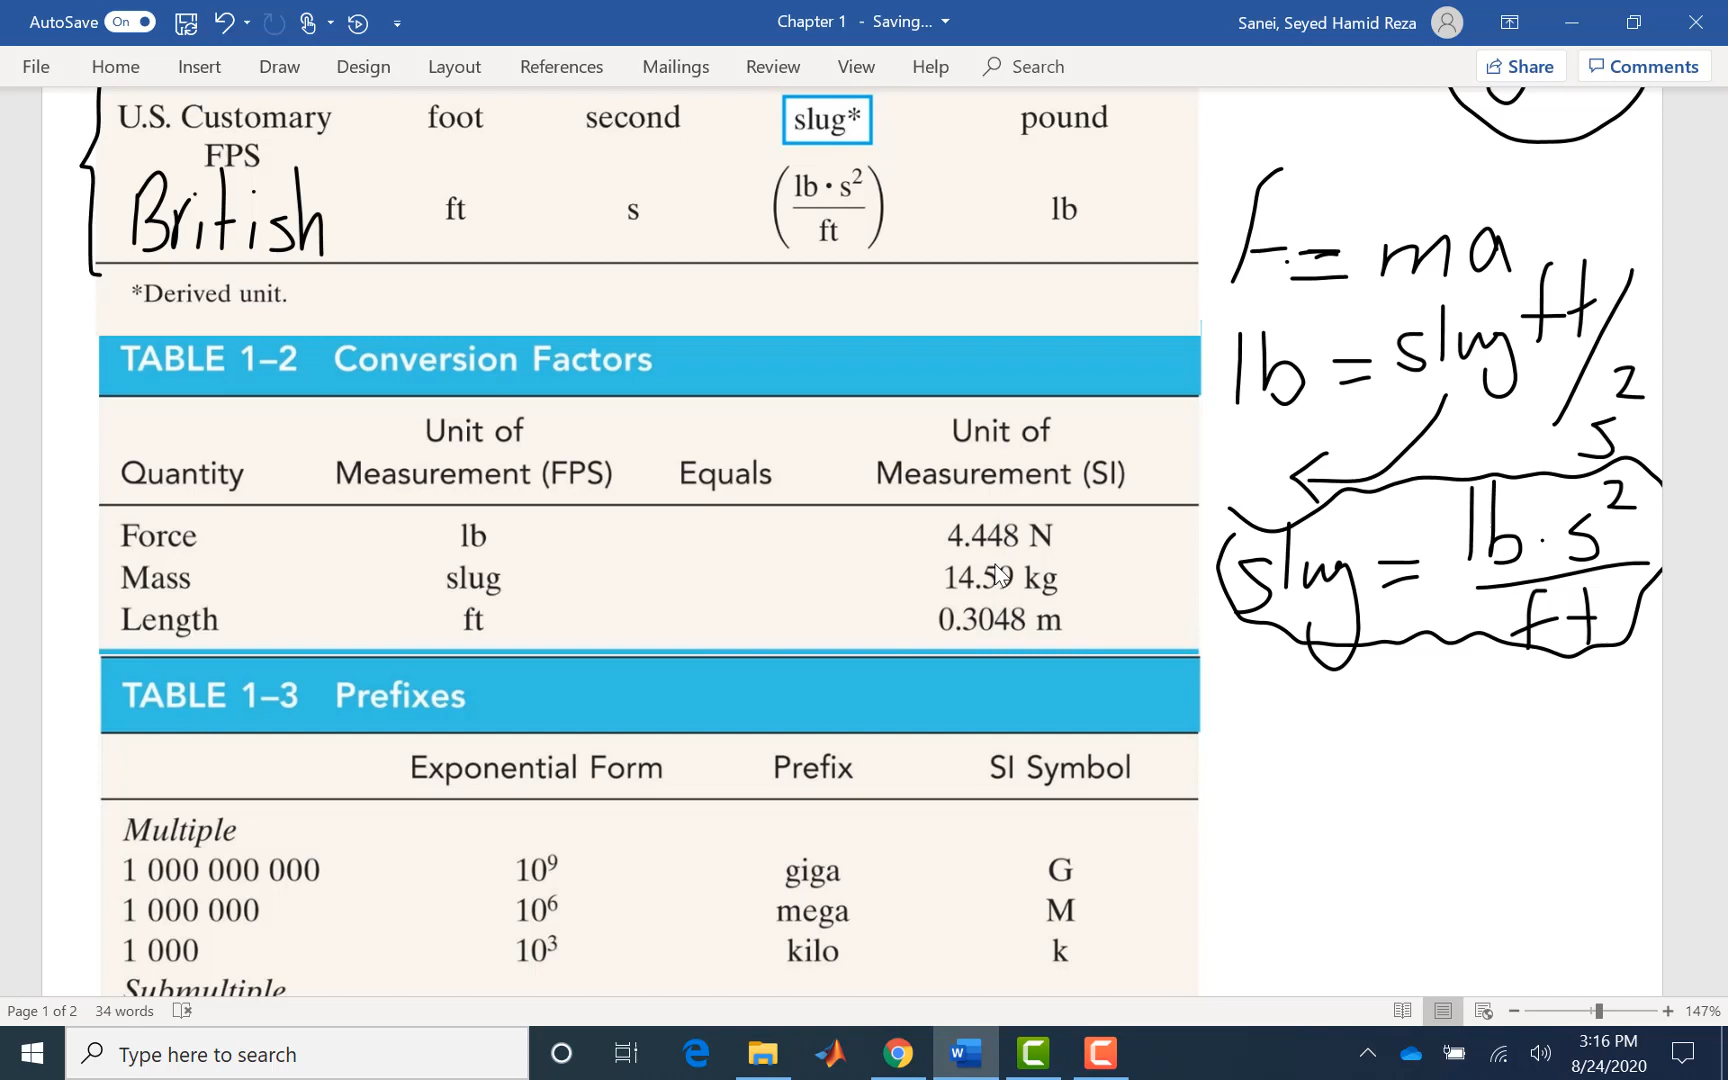 AutoSave On Chapter 1 - Saving... Sanei, Seyed Hamid Reza
File Home Insert Draw Design Layout References Mailings Review View Help Search Share Comments
U.S. Customary foot second slug* pound
FPS
British ft s (lb · s²/ft) lb
*Derived unit.
F = ma
lb = slug ft/s²
slug = lb · s²/ft
TABLE 1–2 Conversion Factors
Unit of Unit of
Quantity Measurement (FPS) Equals Measurement (SI)
Force lb 4.448 N
Mass slug 14.59 kg
Length ft 0.3048 m
TABLE 1–3 Prefixes
Exponential Form Prefix SI Symbol
Multiple
1 000 000 000 10⁹ giga G
1 000 000 10⁶ mega M
1 000 10³ kilo k
Submultiple
Page 1 of 2 34 words 147%
Type here to search 3:16 PM
8/24/2020